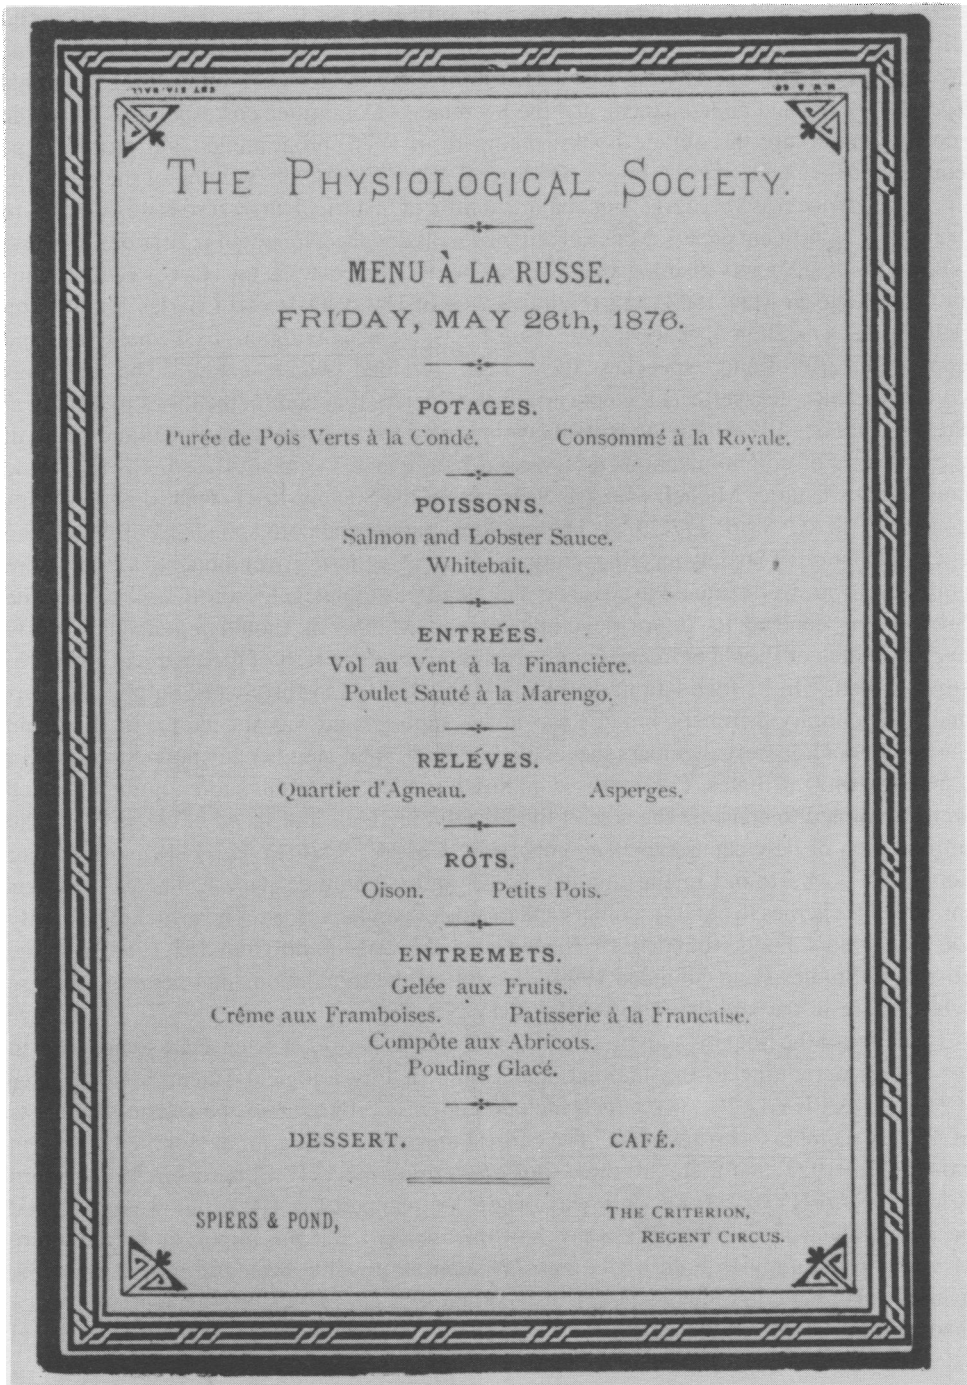 The Physiological Society.
MENU À LA RUSSE.
FRIDAY, MAY 26th, 1876.
POTAGES.
Purée de Pois Verts à la Condé. Consommé à la Royale.
POISSONS.
Salmon and Lobster Sauce.
Whitebait.
ENTRÉES.
Vol au Vent à la Financière.
Poulet Sauté à la Marengo.
RELÉVES.
Quartier d'Agneau. Asperges.
RÔTS.
Oison. Petits Pois.
ENTREMETS.
Gelée aux Fruits.
Crême aux Framboises. Patisserie à la Francaise.
Compôte aux Abricots.
Pouding Glacé.
DESSERT. CAFÉ.
SPIERS & POND,
The Criterion,
Regent Circus.